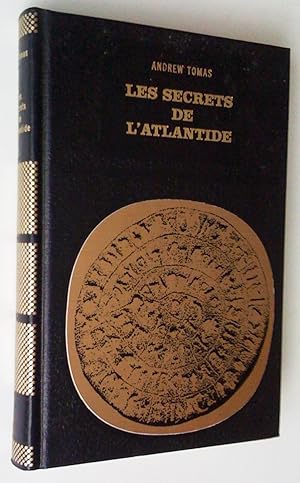 ANDREW TOMAS
LES SECRETS
DE
L'ATLANTIDE